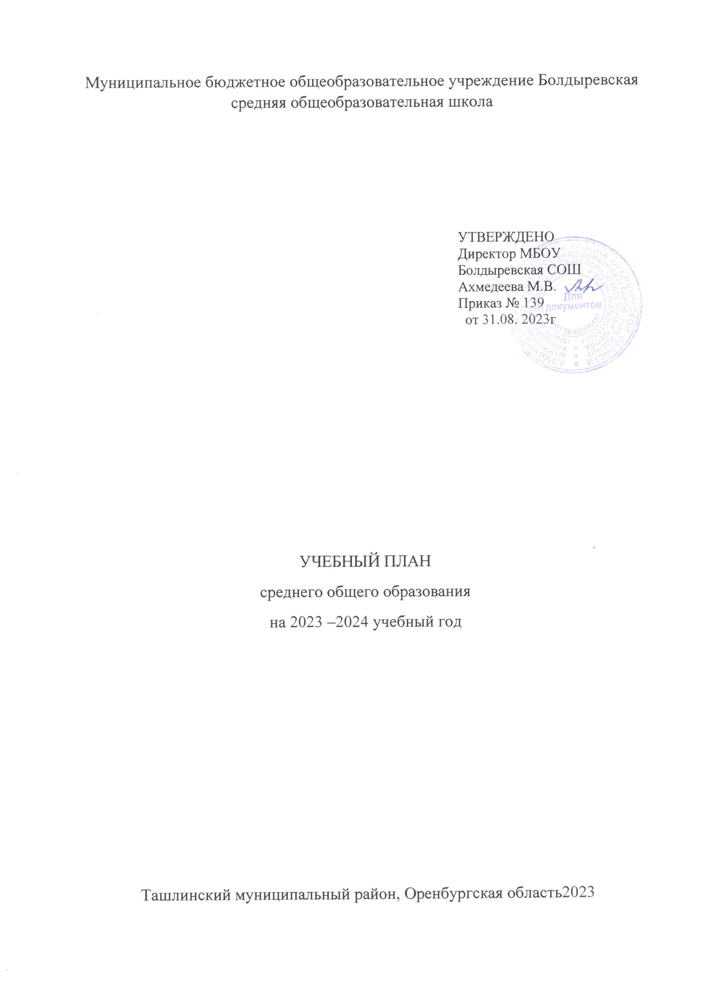 Муниципальное бюджетное общеобразовательное учреждение Болдыревская
средняя общеобразовательная школа
УТВЕРЖДЕНО
Директор МБОУ
Болдыревская СОШ
Ахмедеева М.В.
Приказ № 139
от 31.08. 2023г
Для
документов
УЧЕБНЫЙ ПЛАН
среднего общего образования
на 2023 –2024 учебный год
Ташлинский муниципальный район, Оренбургская область2023